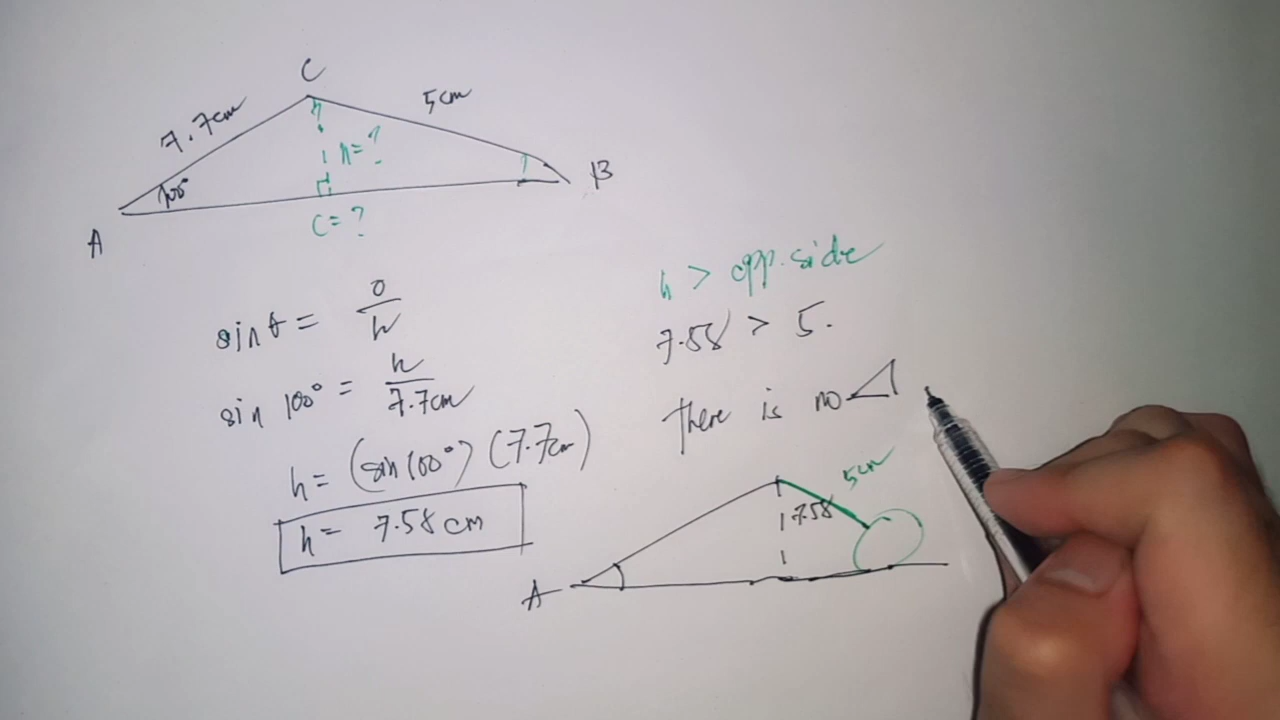 C
7.7cm
5cm
h=?
100°
?
B
A
C=?
sin θ = o/h
sin 100° = h/7.7cm
h = (sin 100°) (7.7cm)
h = 7.58 cm
h > opp. side
7.58 > 5.
there is no
5cm
7.58
A